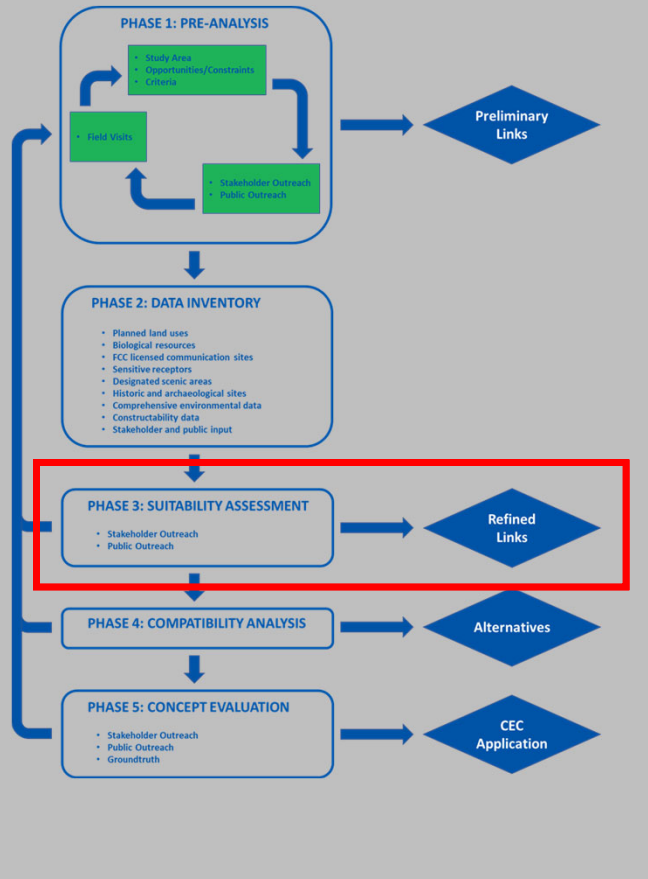 PHASE 1: PRE-ANALYSIS
• Study Area
• Opportunities/Constraints
• Criteria
• Field Visits
• Stakeholder Outreach
• Public Outreach
Preliminary
Links
PHASE 2: DATA INVENTORY
• Planned land uses
• Biological resources
• FCC licensed communication sites
• Sensitive receptors
• Designated scenic areas
• Historic and archaeological sites
• Comprehensive environmental data
• Constructability data
• Stakeholder and public input
PHASE 3: SUITABILITY ASSESSMENT
• Stakeholder Outreach
• Public Outreach
Refined
Links
PHASE 4: COMPATIBILITY ANALYSIS
Alternatives
PHASE 5: CONCEPT EVALUATION
• Stakeholder Outreach
• Public Outreach
• Groundtruth
CEC
Application